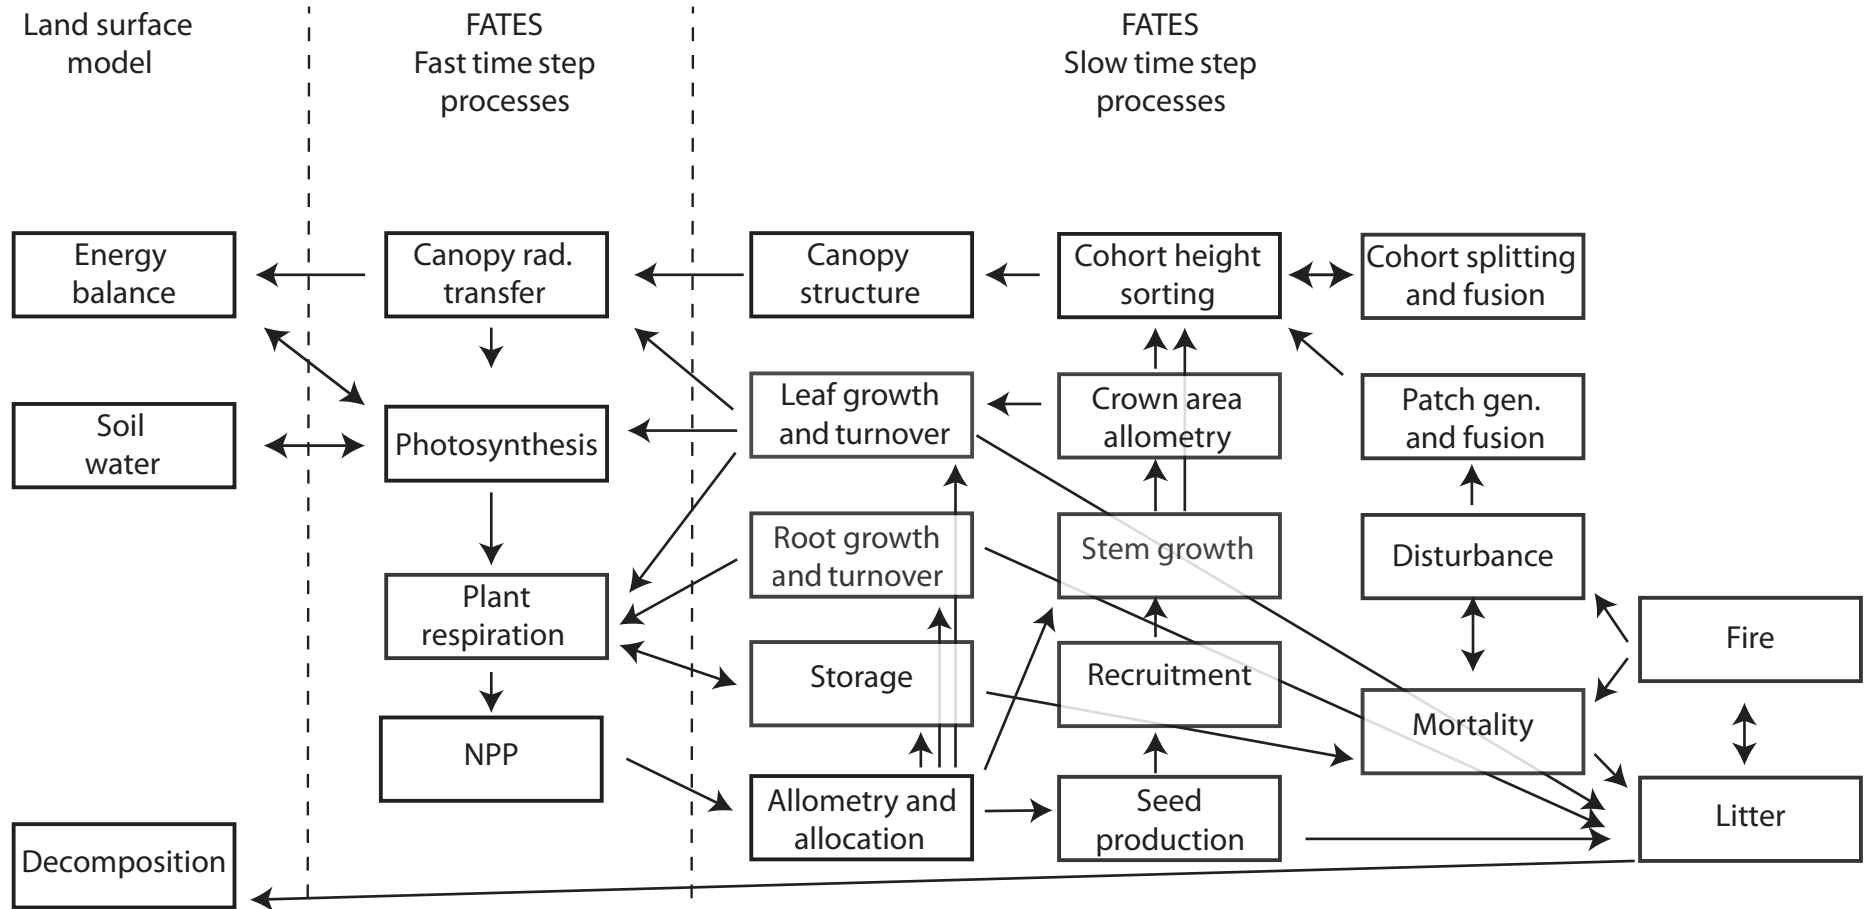 Land surface
model
FATES
Fast time step
processes
FATES
Slow time step
processes
Energy
balance
Canopy rad.
transfer
Canopy
structure
Cohort height
sorting
Cohort splitting
and fusion
Soil
water
Photosynthesis
Leaf growth
and turnover
Crown area
allometry
Patch gen.
and fusion
Root growth
and turnover
Stem growth
Disturbance
Plant
respiration
Storage
Recruitment
Fire
NPP
Mortality
Allometry and
allocation
Seed
production
Litter
Decomposition